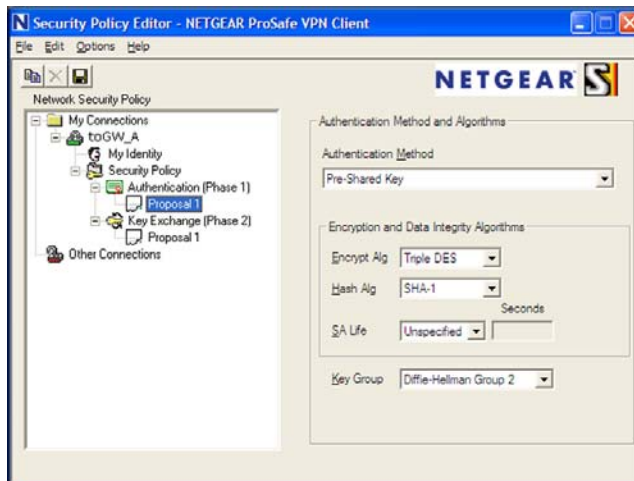 Security Policy Editor - NETGEAR ProSafe VPN Client
File Edit Options Help
NETGEAR
Network Security Policy
My Connections
toGW_A
My Identity
Security Policy
Authentication (Phase 1)
Proposal 1
Key Exchange (Phase 2)
Proposal 1
Other Connections
Authentication Method and Algorithms
Authentication Method
Pre-Shared Key
Encryption and Data Integrity Algorithms
Encrypt Alg Triple DES
Hash Alg SHA-1
Seconds
SA Life Unspecified
Key Group Diffie-Hellman Group 2